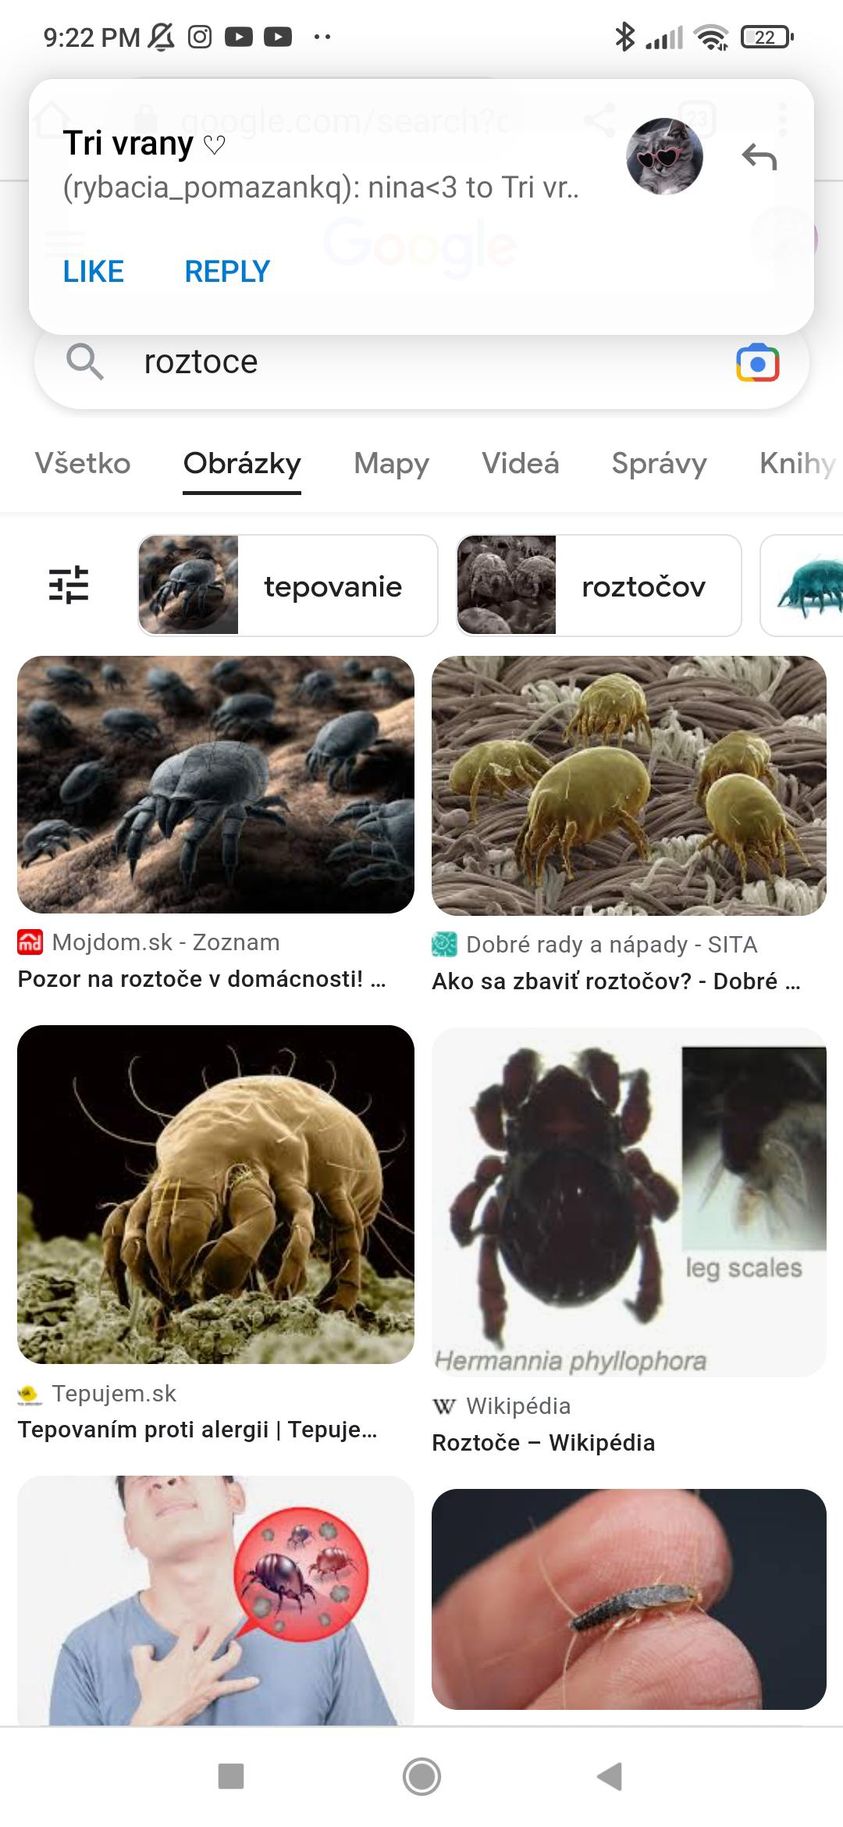 9:22 PM
22
google.com/search?c
23
Tri vrany ♡
(rybacia_pomazankq): nina<3 to Tri vr..
LIKE REPLY
Google
roztoce
Všetko Obrázky Mapy Videá Správy Knihy
tepovanie roztočov
md Mojdom.sk - Zoznam
Pozor na roztoče v domácnosti! ...
Dobré rady a nápady - SITA
Ako sa zbaviť roztočov? - Dobré ...
leg scales
Hermannia phyllophora
Tepujem.sk
Tepovaním proti alergii | Tepuje...
W Wikipédia
Roztoče – Wikipédia